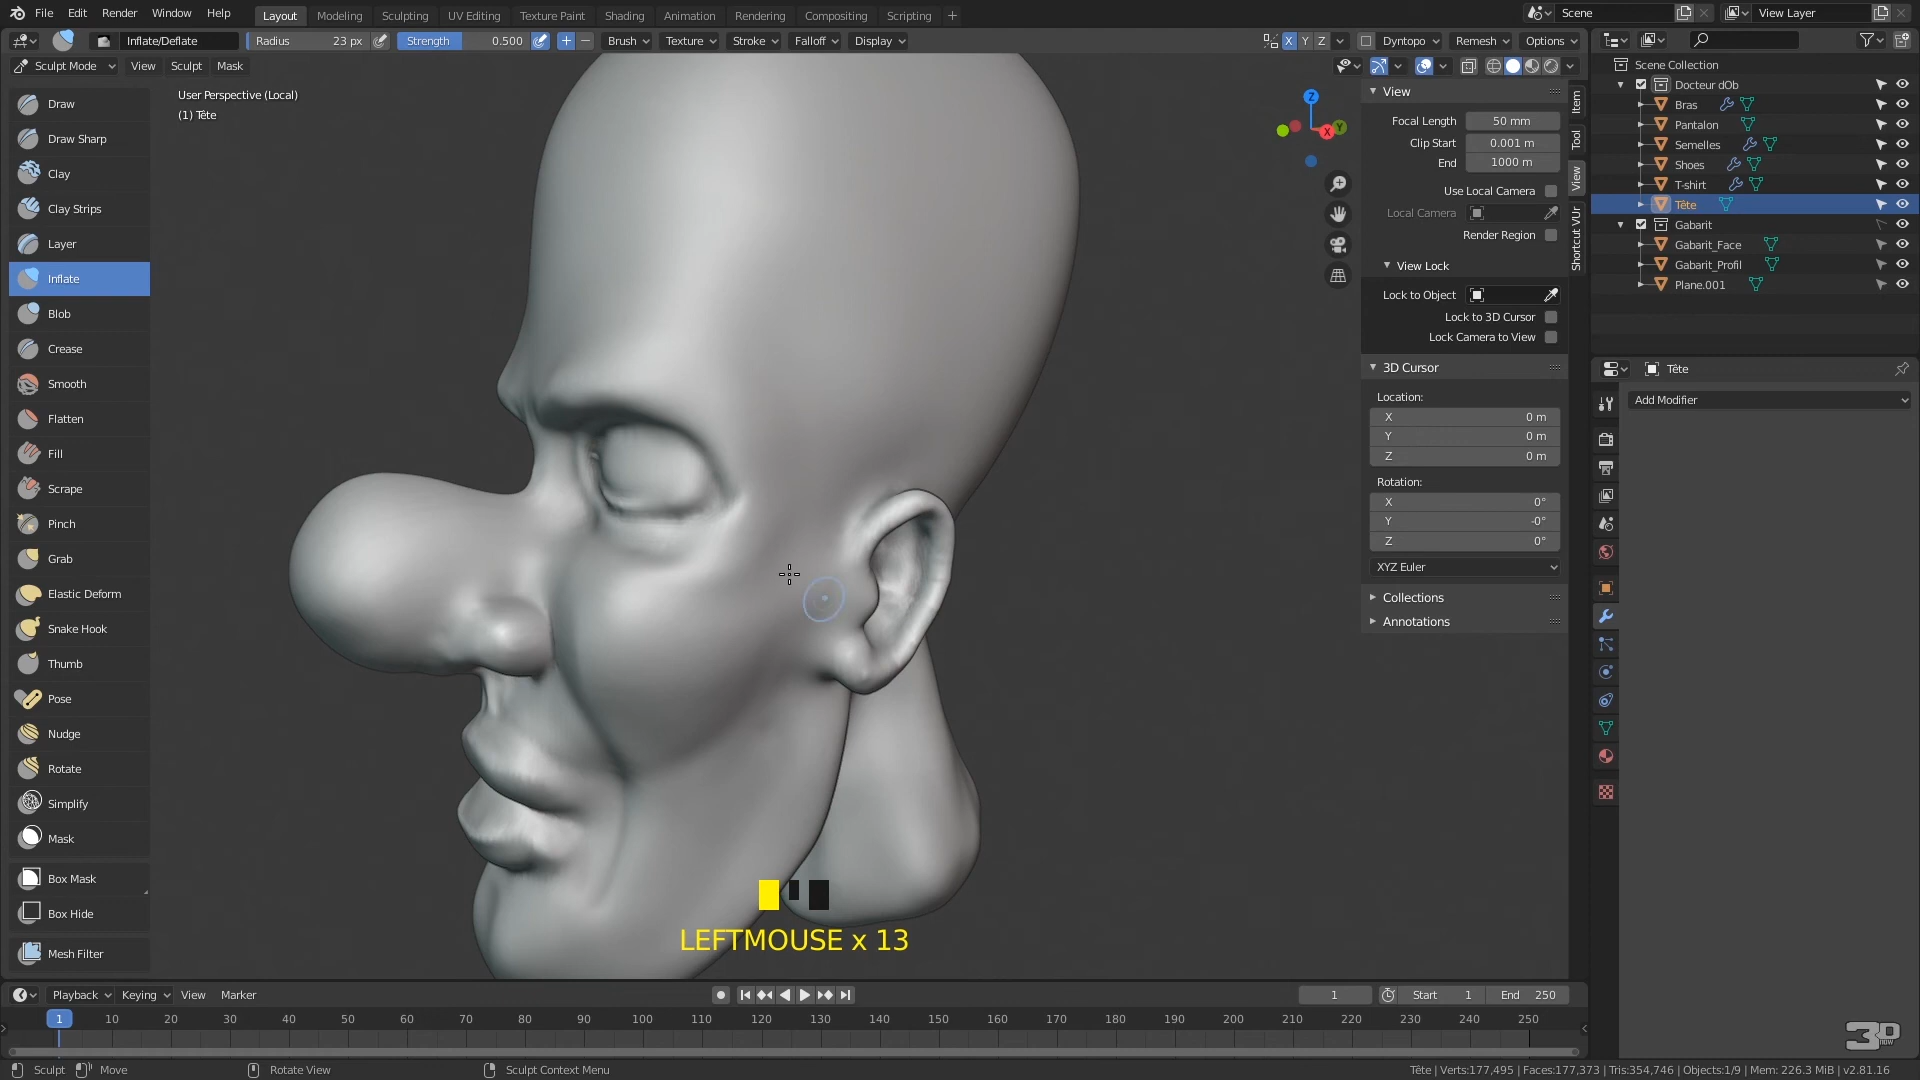 File Edit Render Window Help Layout Modeling Sculpting UV Editing Texture Paint Shading Animation Rendering Compositing Scripting + Scene View Layer
Inflate/Deflate Radius 23 px Strength 0.500 + − Brush Texture Stroke Falloff Display X Y Z Dyntopo Remesh Options
Sculpt Mode View Sculpt Mask
User Perspective (Local)
(1) Tête
Draw
Draw Sharp
Clay
Clay Strips
Layer
Inflate
Blob
Crease
Smooth
Flatten
Fill
Scrape
Pinch
Grab
Elastic Deform
Snake Hook
Thumb
Pose
Nudge
Rotate
Simplify
Mask
Box Mask
Box Hide
Mesh Filter
Z
X
Y
LEFTMOUSE x 13
View
Focal Length 50 mm
Clip Start 0.001 m
End 1000 m
Use Local Camera
Local Camera
Render Region
View Lock
Lock to Object
Lock to 3D Cursor
Lock Camera to View
3D Cursor
Location:
X 0 m
Y 0 m
Z 0 m
Rotation:
X 0°
Y -0°
Z 0°
XYZ Euler
Collections
Annotations
Item
Tool
View
Shortcut VUr
Scene Collection
Docteur dOb
Bras
Pantalon
Semelles
Shoes
T-shirt
Tête
Gabarit
Gabarit_Face
Gabarit_Profil
Plane.001
Tête
Add Modifier
Playback Keying View Marker 1 Start 1 End 250
1 10 20 30 40 50 60 70 80 90 100 110 120 130 140 150 160 170 180 190 200 210 220 230 240 250
3D now
Sculpt Move Rotate View Sculpt Context Menu Tête | Verts:177,495 | Faces:177,373 | Tris:354,746 | Objects:1/9 | Mem: 226.3 MiB | v2.81.16